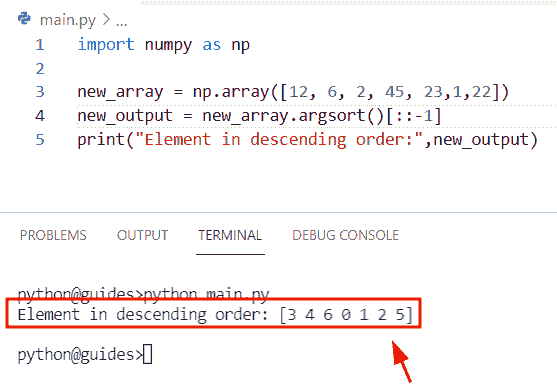 main.py > ...
1 import numpy as np
2
3 new_array = np.array([12, 6, 2, 45, 23,1,22])
4 new_output = new_array.argsort()[::-1]
5 print("Element in descending order:",new_output)
PROBLEMS OUTPUT TERMINAL DEBUG CONSOLE
python@guides>python main.py
Element in descending order: [3 4 6 0 1 2 5]
python@guides>